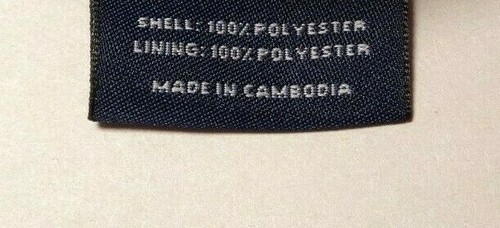 SHELL: 100% POLYESTER
LINING: 100% POLYESTER
MADE IN CAMBODIA